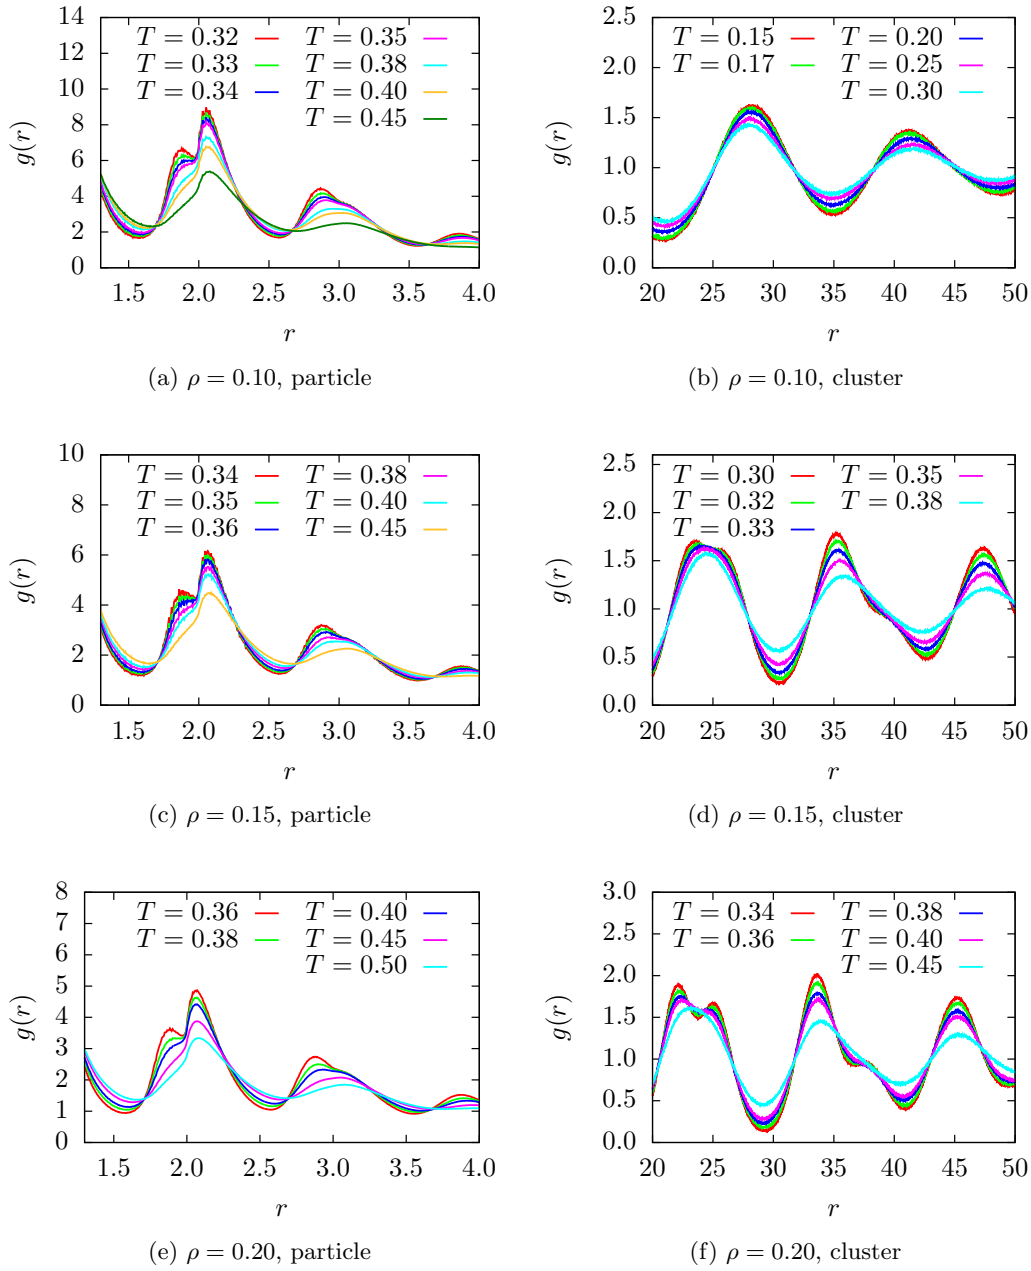 14
12
10
8
6
4
2
0
g(r)
T = 0.32
T = 0.33
T = 0.34
T = 0.35
T = 0.38
T = 0.40
T = 0.45
1.5 2.0 2.5 3.0 3.5 4.0
r
(a) ρ = 0.10, particle
2.5
2.0
1.5
1.0
0.5
0.0
g(r)
T = 0.15
T = 0.17
T = 0.20
T = 0.25
T = 0.30
20 25 30 35 40 45 50
r
(b) ρ = 0.10, cluster
10
8
6
4
2
0
g(r)
T = 0.34
T = 0.35
T = 0.36
T = 0.38
T = 0.40
T = 0.45
1.5 2.0 2.5 3.0 3.5 4.0
r
(c) ρ = 0.15, particle
2.5
2.0
1.5
1.0
0.5
0.0
g(r)
T = 0.30
T = 0.32
T = 0.33
T = 0.35
T = 0.38
20 25 30 35 40 45 50
r
(d) ρ = 0.15, cluster
8
7
6
5
4
3
2
1
0
g(r)
T = 0.36
T = 0.38
T = 0.40
T = 0.45
T = 0.50
1.5 2.0 2.5 3.0 3.5 4.0
r
(e) ρ = 0.20, particle
3.0
2.5
2.0
1.5
1.0
0.5
0.0
g(r)
T = 0.34
T = 0.36
T = 0.38
T = 0.40
T = 0.45
20 25 30 35 40 45 50
r
(f) ρ = 0.20, cluster